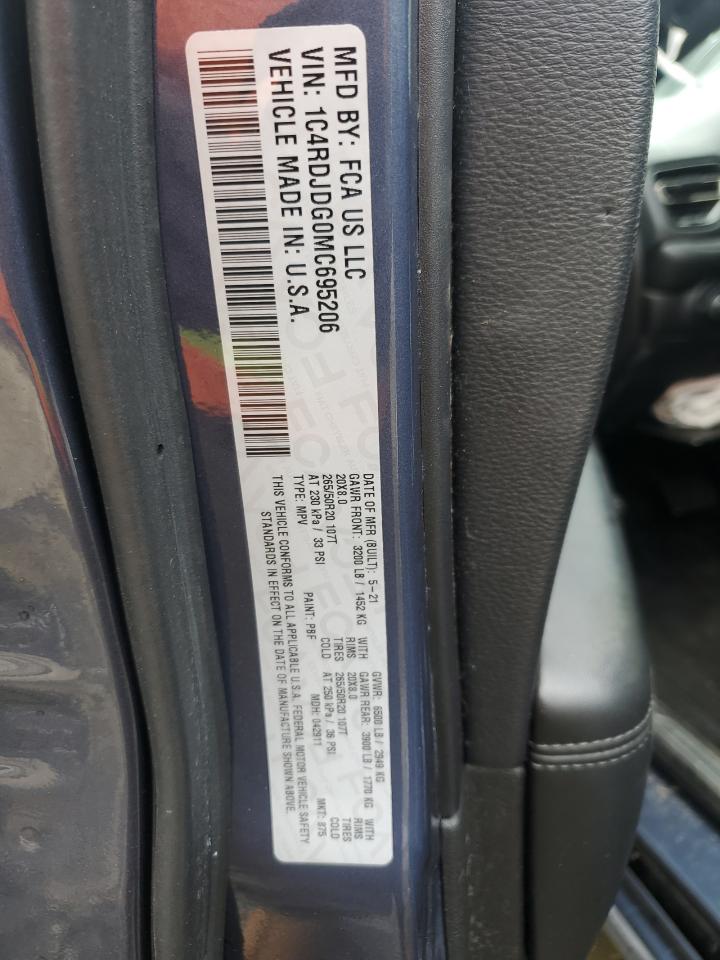 MFD BY: FCA US LLC
VIN: 1C4RDJDG0MC695206
VEHICLE MADE IN: U.S.A.
DATE OF MFR (BUILT): 5-21 GVWR: 6500 LB / 2949 KG
GAWR FRONT: 3200 LB / 1452 KG WITH GAWR REAR: 3900 LB / 1770 KG WITH
20X8.0 RIMS 20X8.0 RIMS
265/50R20 107T TIRES 265/50R20 107T TIRES
AT 230 kPa / 33 PSI COLD AT 250 kPa / 36 PSI COLD
TYPE: MPV PAINT: PBF MDH: 042911 MKT: 875
THIS VEHICLE CONFORMS TO ALL APPLICABLE U.S.A. FEDERAL MOTOR VEHICLE SAFETY
STANDARDS IN EFFECT ON THE DATE OF MANUFACTURE SHOWN ABOVE.